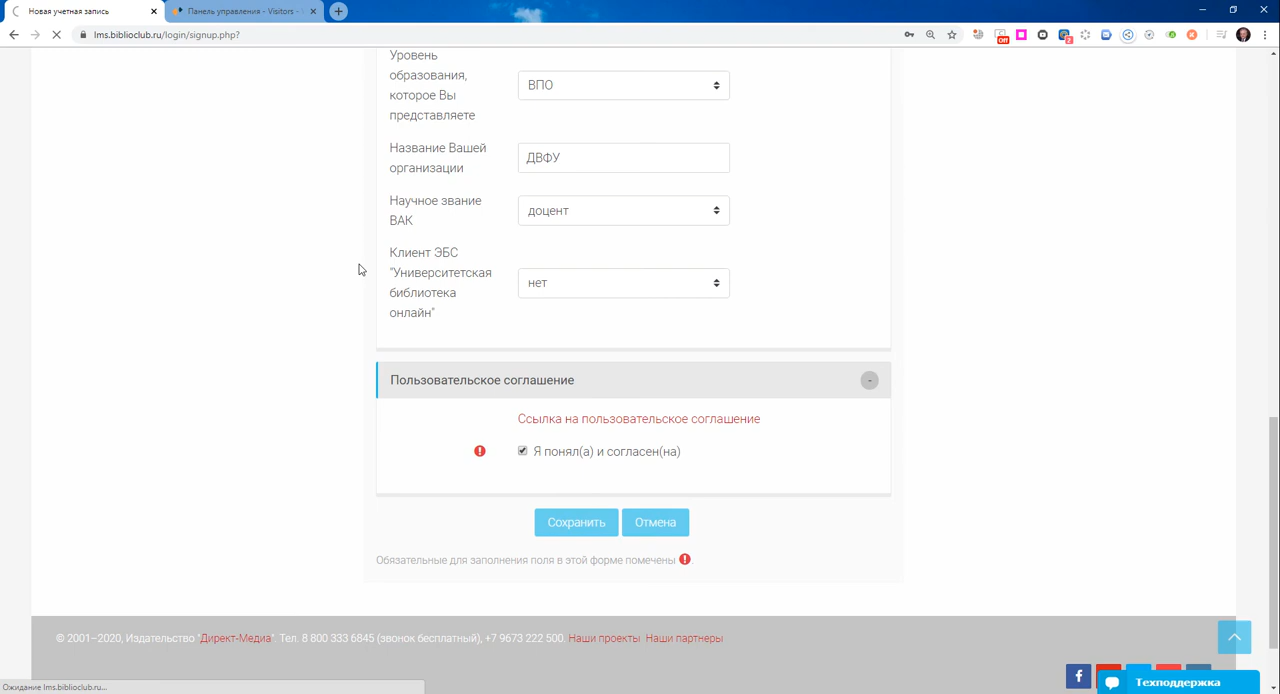 Новая учетная запись
Панель управления - Visitors -
lms.biblioclub.ru/login/signup.php?
Off
2
Уровень
образования,
которое Вы
представляете
ВПО
Название Вашей
организации
ДВФУ
Научное звание
ВАК
доцент
Клиент ЭБС
"Университетская
библиотека
онлайн"
нет
Пользовательское соглашение
-
Ссылка на пользовательское соглашение
Я понял(а) и согласен(на)
Сохранить
Отмена
Обязательные для заполнения поля в этой форме помечены
© 2001–2020, Издательство "Директ-Медиа". Тел. 8 800 333 6845 (звонок бесплатный), +7 9673 222 500. Наши проекты Наши партнеры
Техподдержка
Ожидание lms.biblioclub.ru...